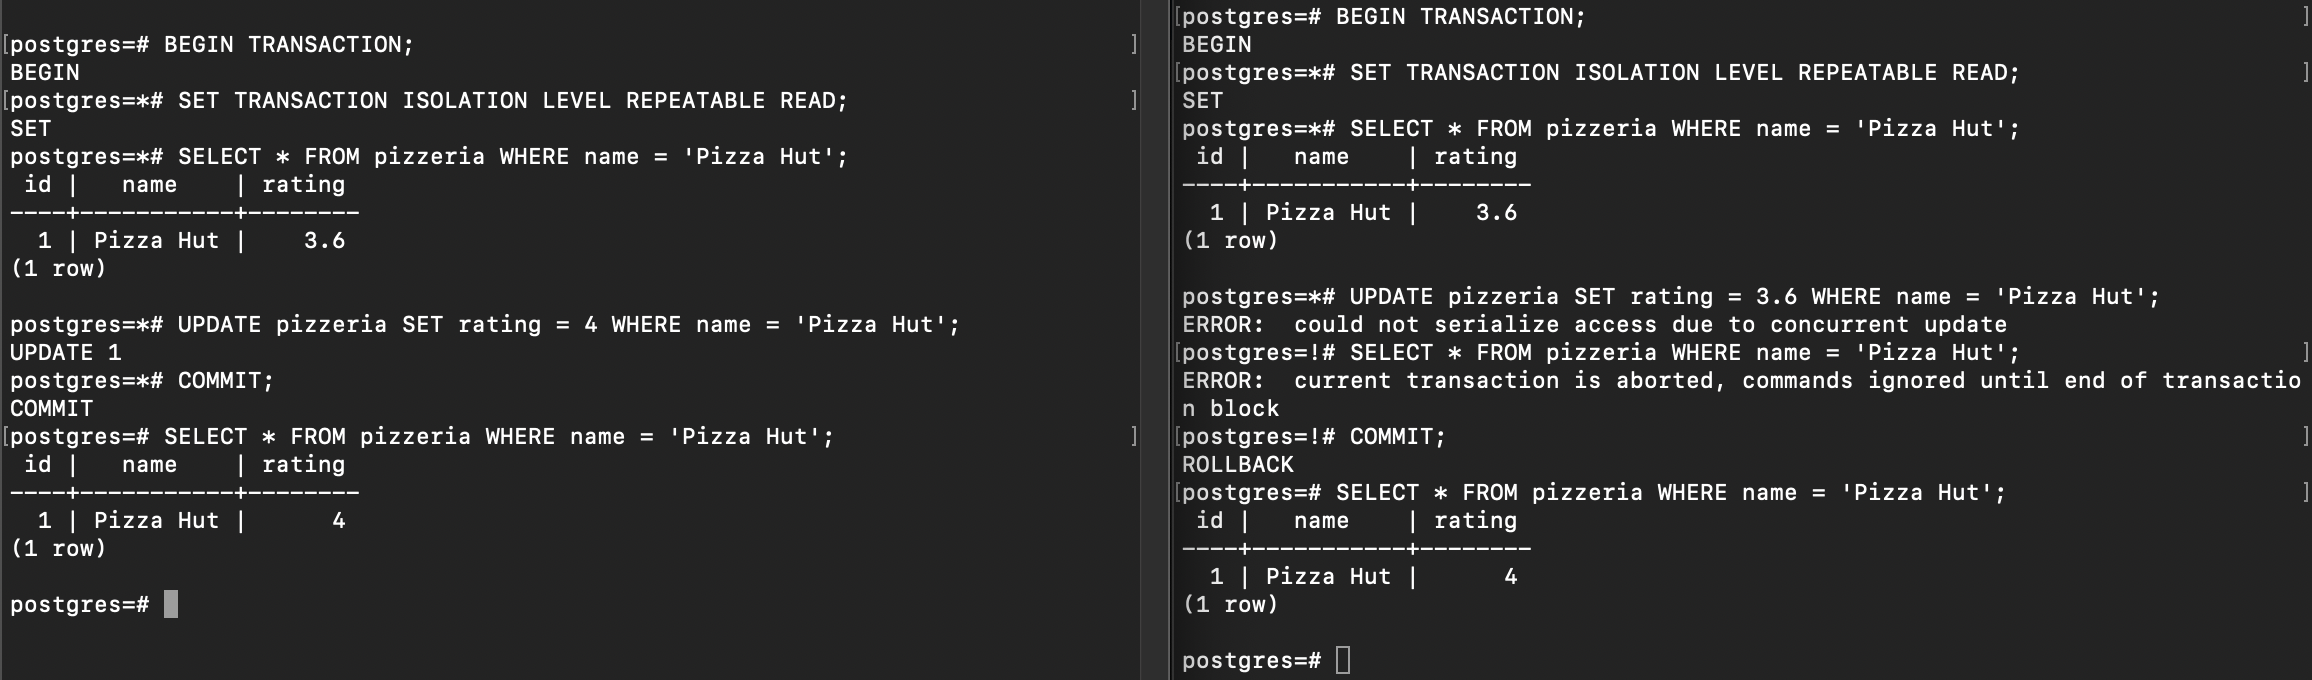 [postgres=# BEGIN TRANSACTION; ]
BEGIN
[postgres=*# SET TRANSACTION ISOLATION LEVEL REPEATABLE READ; ]
SET
postgres=*# SELECT * FROM pizzeria WHERE name = 'Pizza Hut';
 id |   name    | rating
----+-----------+--------
  1 | Pizza Hut |    3.6
(1 row)

postgres=*# UPDATE pizzeria SET rating = 4 WHERE name = 'Pizza Hut';
UPDATE 1
postgres=*# COMMIT;
COMMIT
[postgres=# SELECT * FROM pizzeria WHERE name = 'Pizza Hut'; ]
 id |   name    | rating
----+-----------+--------
  1 | Pizza Hut |      4
(1 row)

postgres=#
[postgres=# BEGIN TRANSACTION; ]
BEGIN
[postgres=*# SET TRANSACTION ISOLATION LEVEL REPEATABLE READ; ]
SET
postgres=*# SELECT * FROM pizzeria WHERE name = 'Pizza Hut';
 id |   name    | rating
----+-----------+--------
  1 | Pizza Hut |    3.6
(1 row)

postgres=*# UPDATE pizzeria SET rating = 3.6 WHERE name = 'Pizza Hut';
ERROR:  could not serialize access due to concurrent update
[postgres=!# SELECT * FROM pizzeria WHERE name = 'Pizza Hut'; ]
ERROR:  current transaction is aborted, commands ignored until end of transactio
n block
[postgres=!# COMMIT; ]
ROLLBACK
[postgres=# SELECT * FROM pizzeria WHERE name = 'Pizza Hut'; ]
 id |   name    | rating
----+-----------+--------
  1 | Pizza Hut |      4
(1 row)

postgres=#